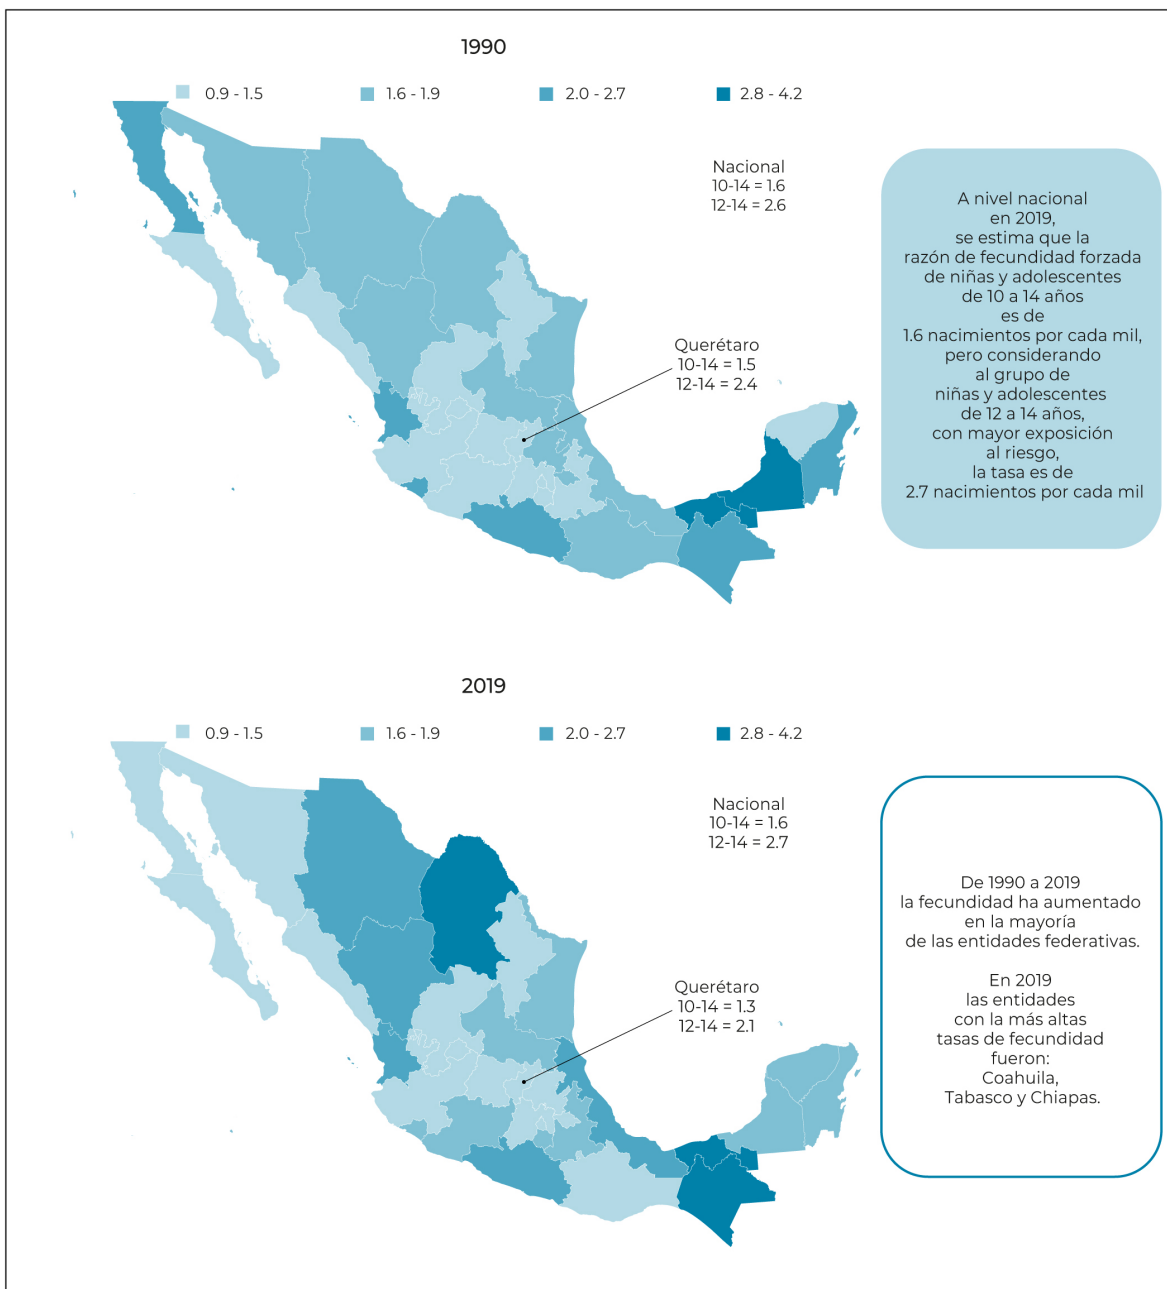 1990
0.9 - 1.5
1.6 - 1.9
2.0 - 2.7
2.8 - 4.2
Nacional
10-14 = 1.6
12-14 = 2.6
Querétaro
10-14 = 1.5
12-14 = 2.4
A nivel nacional
en 2019,
se estima que la
razón de fecundidad forzada
de niñas y adolescentes
de 10 a 14 años
es de
1.6 nacimientos por cada mil,
pero considerando
al grupo de
niñas y adolescentes
de 12 a 14 años,
con mayor exposición
al riesgo,
la tasa es de
2.7 nacimientos por cada mil
2019
0.9 - 1.5
1.6 - 1.9
2.0 - 2.7
2.8 - 4.2
Nacional
10-14 = 1.6
12-14 = 2.7
Querétaro
10-14 = 1.3
12-14 = 2.1
De 1990 a 2019
la fecundidad ha aumentado
en la mayoría
de las entidades federativas.
En 2019
las entidades
con la más altas
tasas de fecundidad
fueron:
Coahuila,
Tabasco y Chiapas.